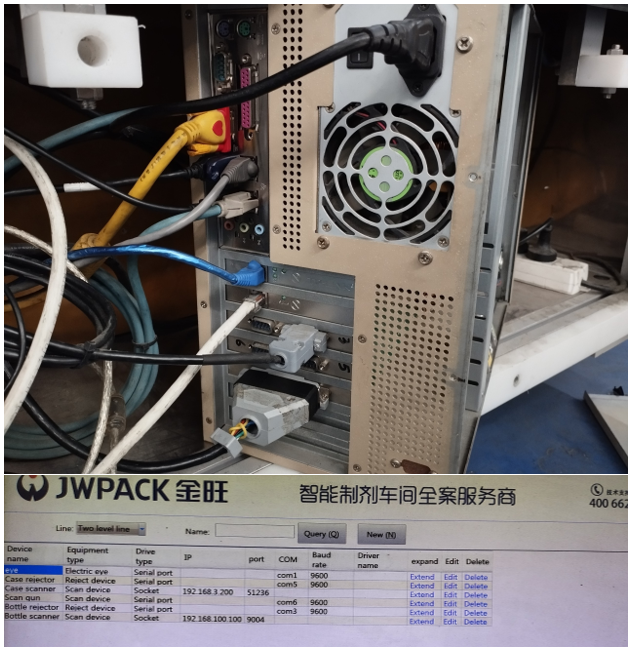 JWPACK 金旺
智能制剂车间全案服务商
技术支
400 662
Line: Two level line Name: Query (Q) New (N)
Device name Equipment type Drive type IP port COM Baud rate Driver name expand Edit Delete
eye Electric eye Serial port com1 9600 Extend Edit Delete
Case rejector Reject device Serial port com5 9600 Extend Edit Delete
Case scanner Scan device Socket 192.168.3.200 51236 Extend Edit Delete
Scan gun Scan device Serial port com6 9600 Extend Edit Delete
Bottle rejector Reject device Serial port com3 9600 Extend Edit Delete
Bottle scanner Scan device Socket 192.168.100.100 9004 Extend Edit Delete